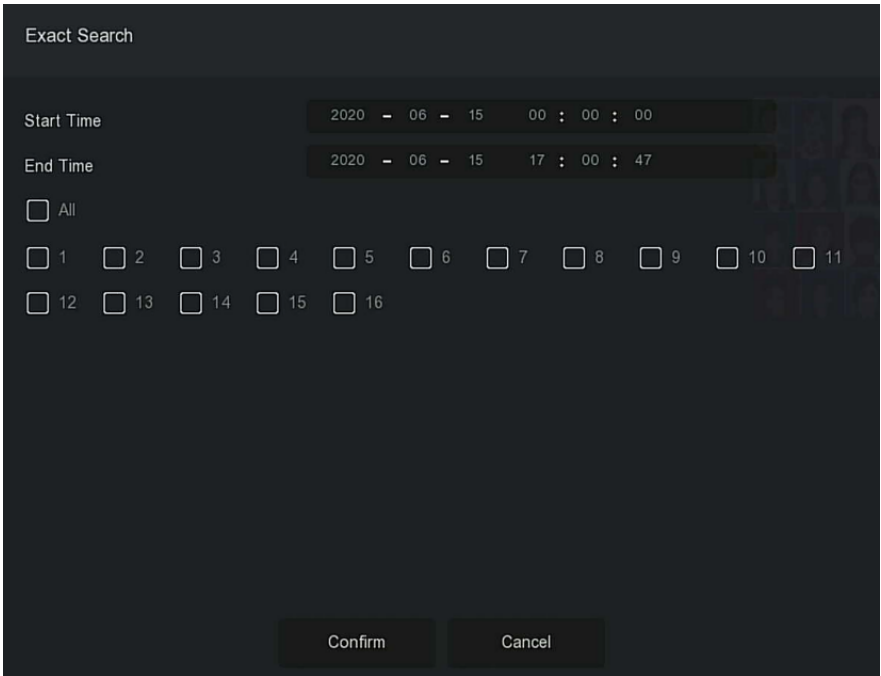 Exact Search
Start Time 2020 - 06 - 15 00 : 00 : 00
End Time 2020 - 06 - 15 17 : 00 : 47
All
1 2 3 4 5 6 7 8 9 10 11
12 13 14 15 16
Confirm Cancel